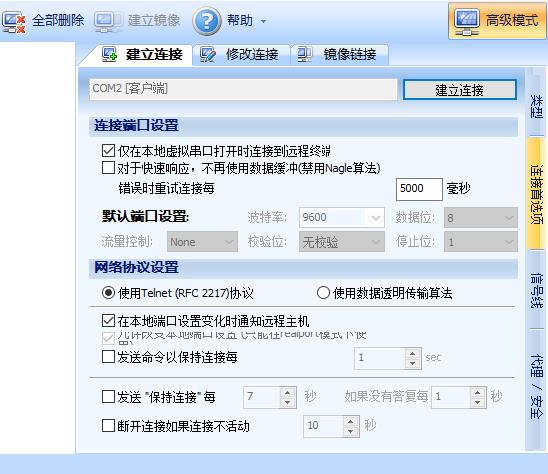 全部删除 建立镜像 帮助 高级模式
建立连接 修改连接 镜像链接
COM2 [客户端] 建立连接
连接端口设置
仅在本地虚拟串口打开时连接到远程终端
对于快速响应，不再使用数据缓冲(禁用Nagle算法)
错误时重试连接每 5000 毫秒
默认端口设置: 波特率: 9600 数据位: 8
流量控制: None 校验位: 无校验 停止位: 1
网络协议设置
使用Telnet (RFC 2217)协议 使用数据透明传输算法
在本地端口设置变化时通知远程主机
允许改变本地端口设置 (只能在realport模式下使
用)
发送命令以保持连接每 1 sec
发送 "保持连接" 每 7 秒 如果没有答复每 1 秒
断开连接如果连接不活动 10 秒
类型
连接首选项
信号线
代理 / 安全